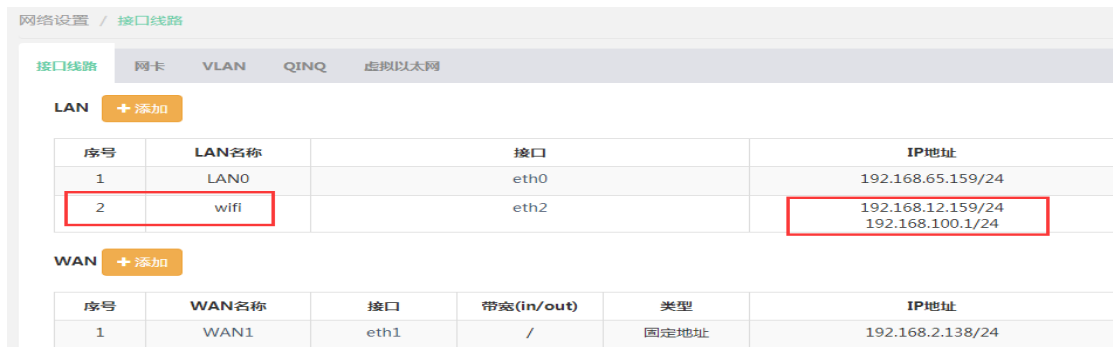 网络设置 / 接口线路
接口线路 网卡 VLAN QINQ 虚拟以太网
LAN +添加
序号 LAN名称 接口 IP地址
1 LAN0 eth0 192.168.65.159/24
2 wifi eth2 192.168.12.159/24
192.168.100.1/24
WAN +添加
序号 WAN名称 接口 带宽(in/out) 类型 IP地址
1 WAN1 eth1 / 固定地址 192.168.2.138/24